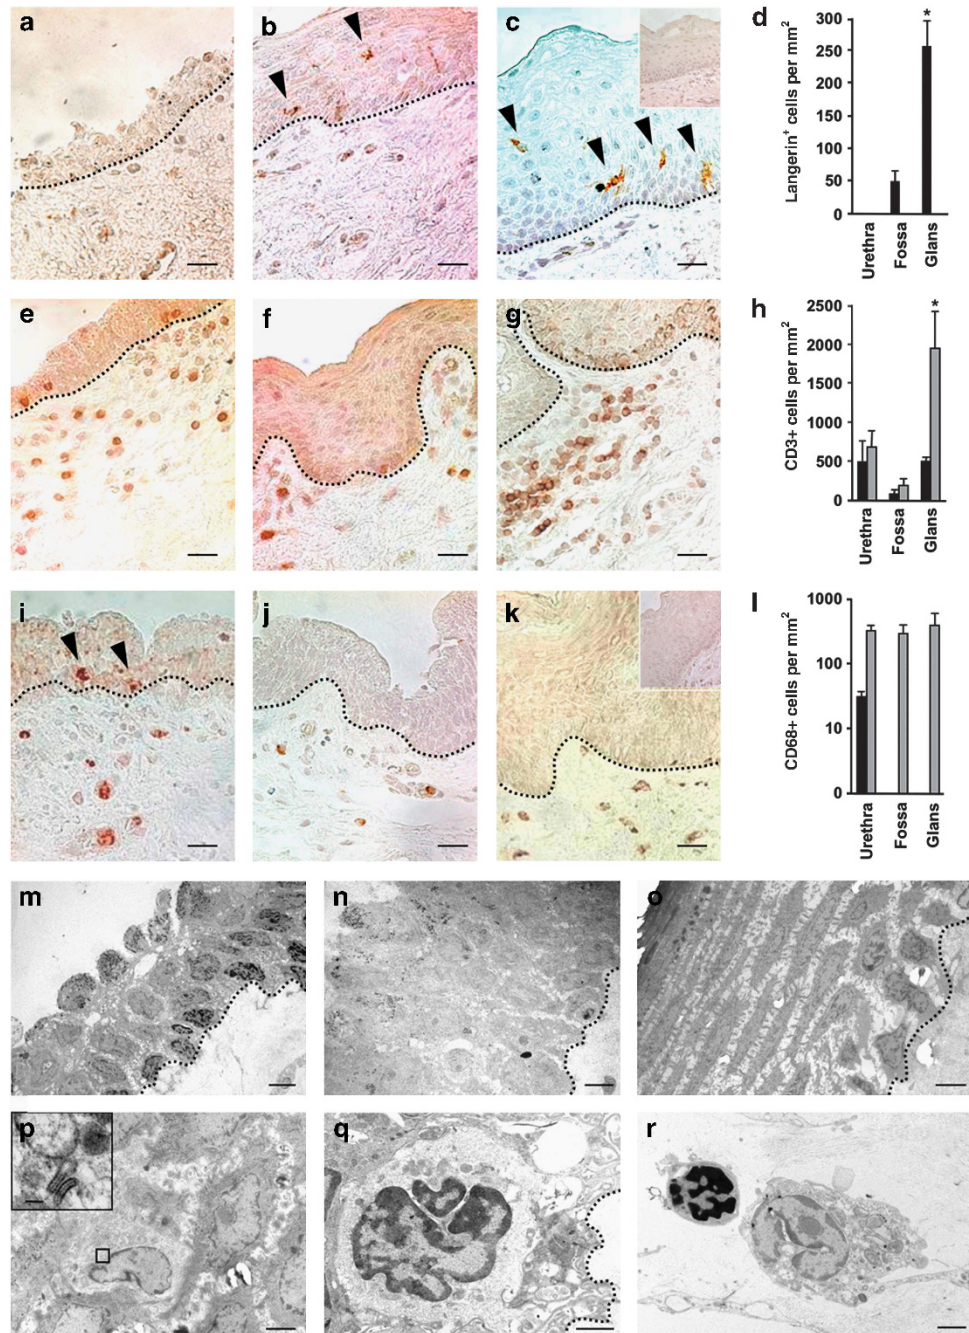 a
b
c
d
Langerin+ cells per mm2
300
250
200
150
100
50
0
*
Urethra
Fossa
Glans
e
f
g
h
CD3+ cells per mm2
2500
2000
1500
1000
500
0
*
Urethra
Fossa
Glans
i
j
k
l
CD68+ cells per mm2
1000
100
10
0
Urethra
Fossa
Glans
m
n
o
p
q
r